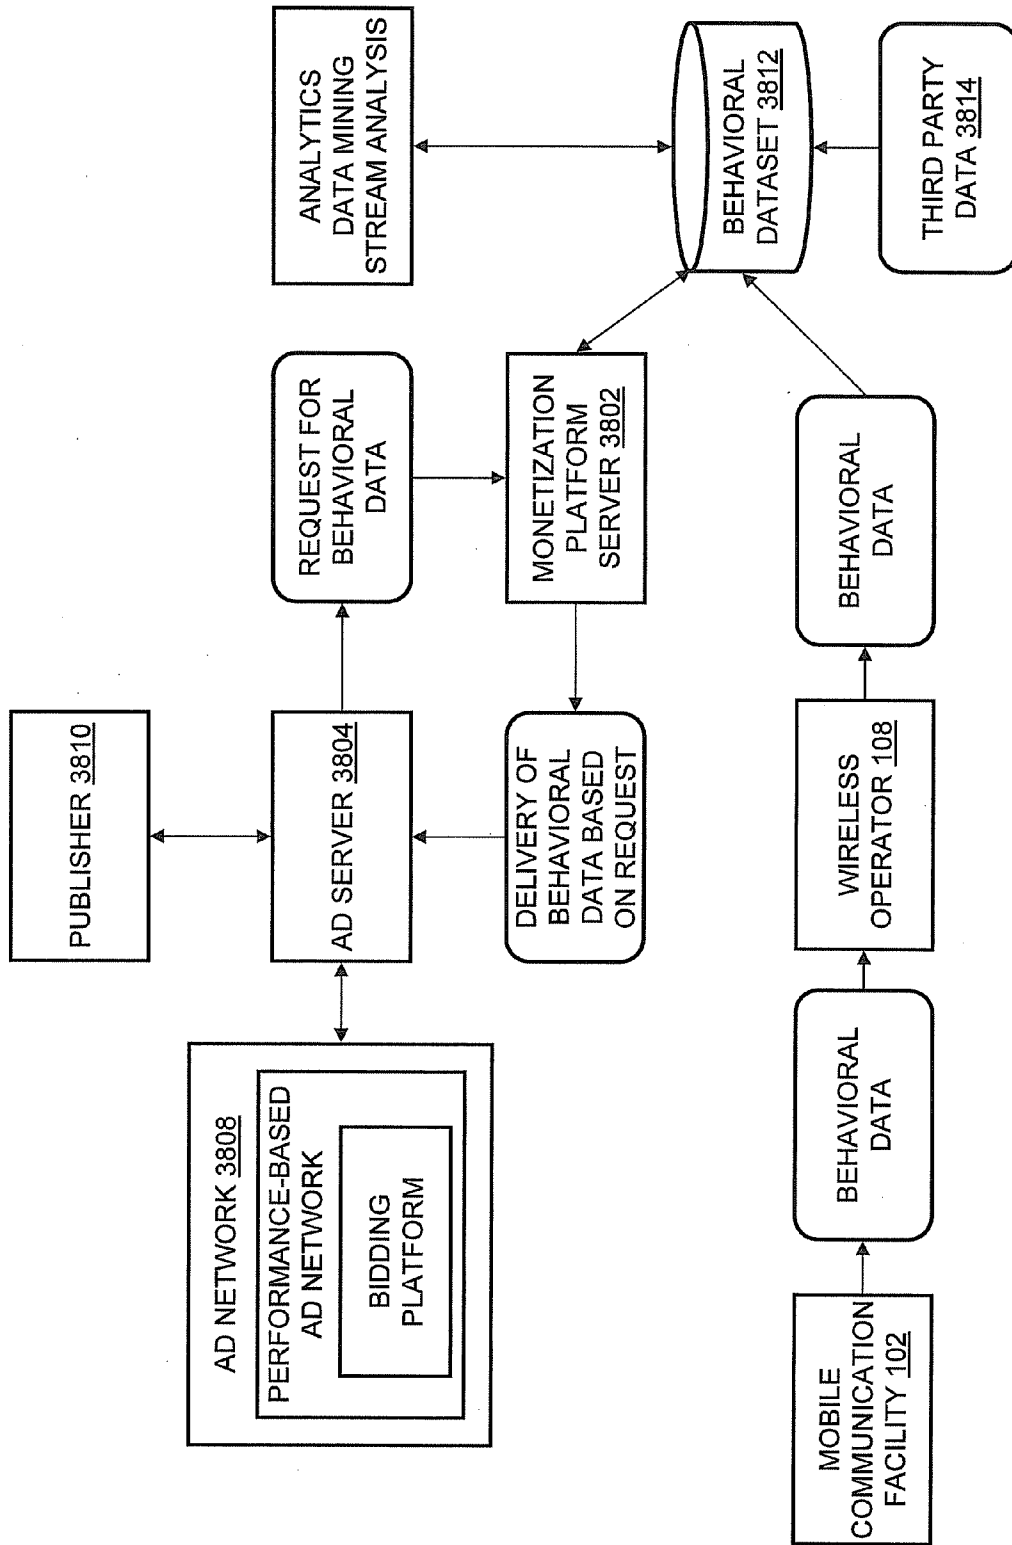 PUBLISHER 3810
AD NETWORK 3808
PERFORMANCE-BASED
AD NETWORK
BIDDING
PLATFORM
AD SERVER 3804
REQUEST FOR
BEHAVIORAL
DATA
ANALYTICS
DATA MINING
STREAM ANALYSIS
DELIVERY OF
BEHAVIORAL
DATA BASED
ON REQUEST
MONETIZATION
PLATFORM
SERVER 3802
BEHAVIORAL
DATASET 3812
MOBILE
COMMUNICATION
FACILITY 102
BEHAVIORAL
DATA
WIRELESS
OPERATOR 108
BEHAVIORAL
DATA
THIRD PARTY
DATA 3814